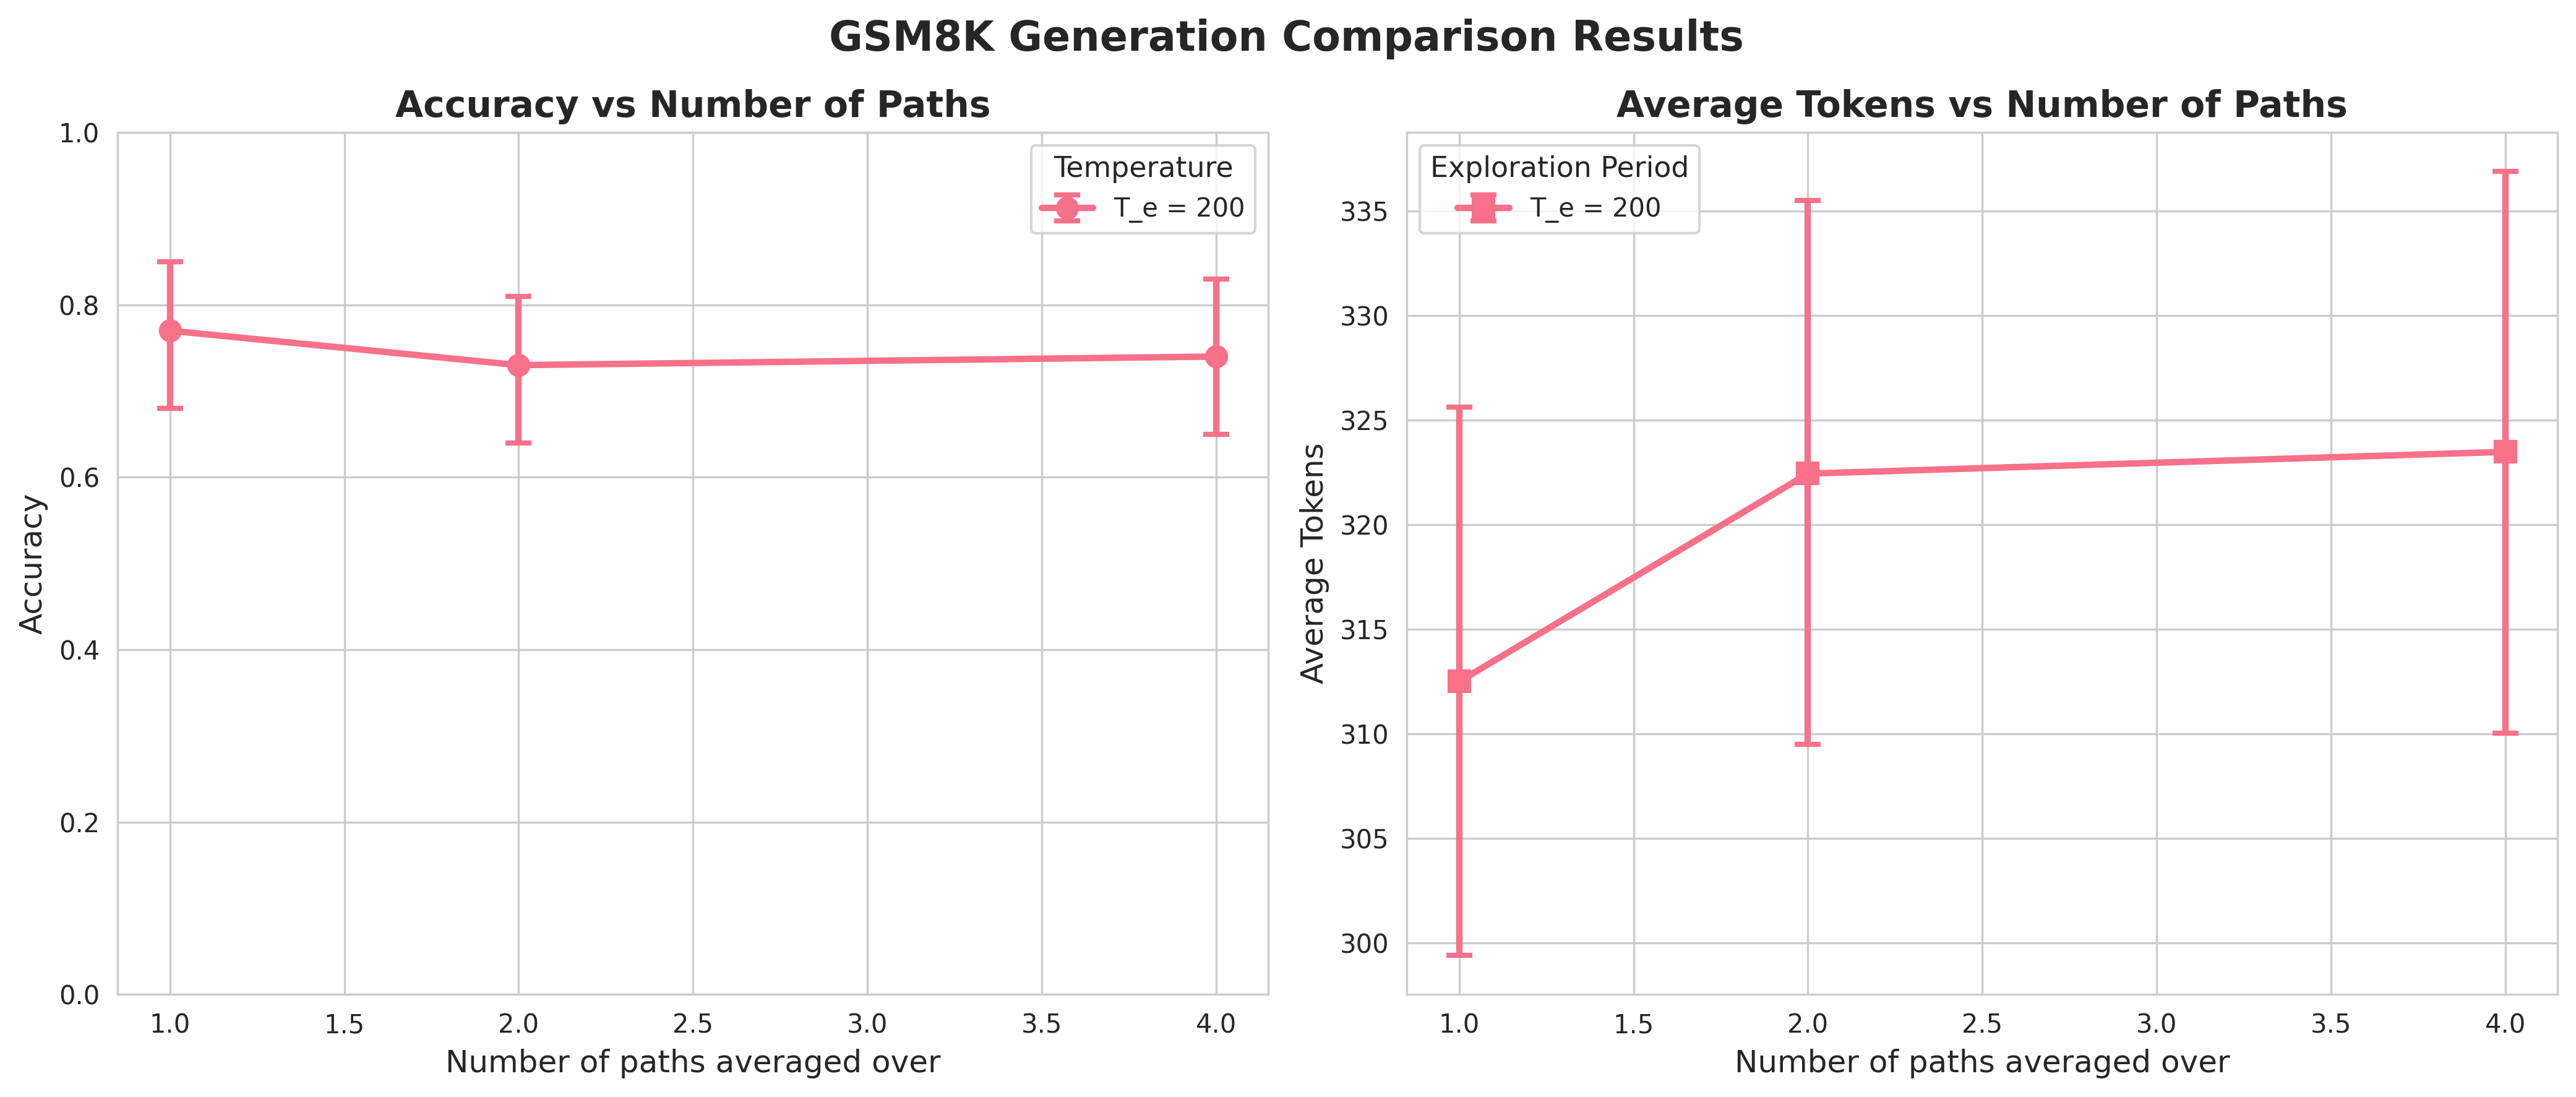 GSM8K Generation Comparison Results
Accuracy vs Number of Paths
1.0
0.8
0.6
0.4
0.2
0.0
Accuracy
Temperature
T_e = 200
1.0 1.5 2.0 2.5 3.0 3.5 4.0
Number of paths averaged over
Average Tokens vs Number of Paths
335
330
325
320
315
310
305
300
Average Tokens
Exploration Period
T_e = 200
1.0 1.5 2.0 2.5 3.0 3.5 4.0
Number of paths averaged over